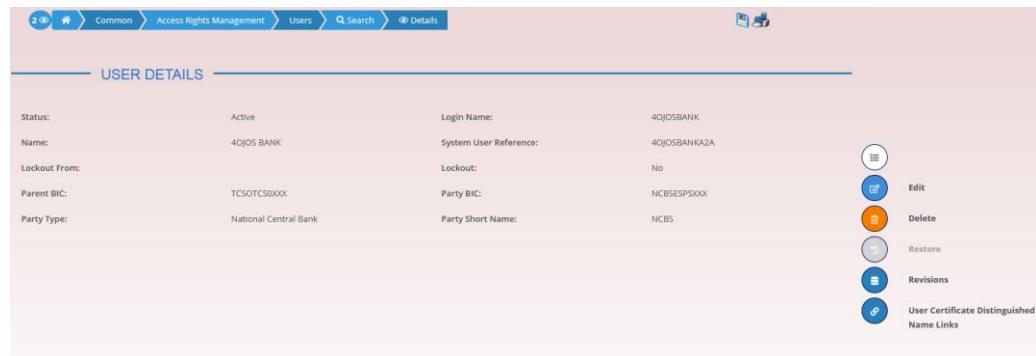 2 Common Access Rights Management Users Search Details
USER DETAILS
Status: Active Login Name: 4OJOSBANK
Name: 4OJOS BANK System User Reference: 4OJOSBANKA2A
Lockout From: Lockout: No
Parent BIC: TCSOTCS0XXX Party BIC: NCBSESPSXXX
Party Type: National Central Bank Party Short Name: NCBS
Edit
Delete
Restore
Revisions
User Certificate Distinguished
Name Links